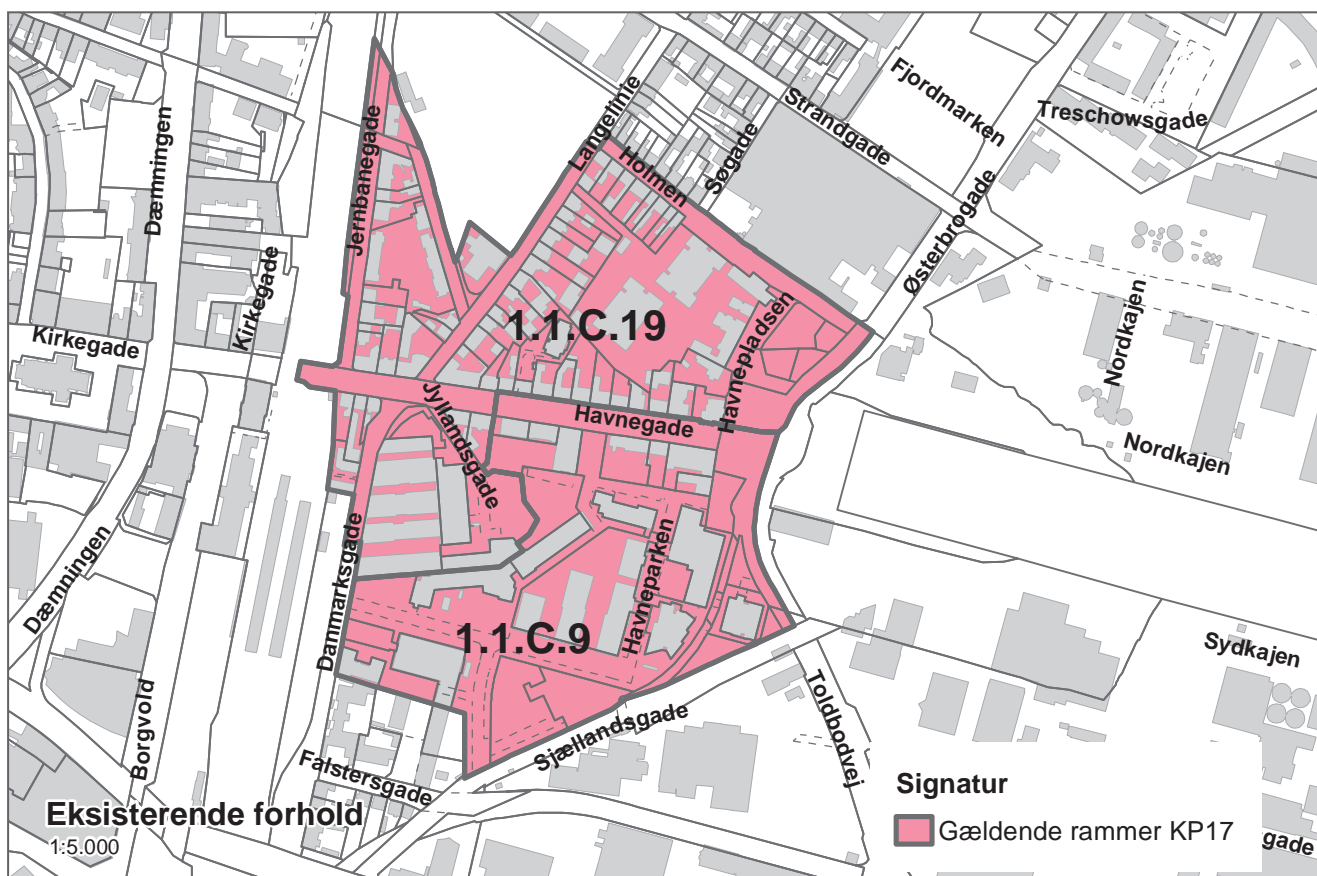 Fjordmarken
Strandgade
Treschowsgade
Langelinie
Jernbanegade
Dæmningen
Holmen
Søgade
Østerbrogade
Kirkegade
Kirkegade
1.1.C.19
Havnepladsen
Nordkajen
Jyllandsgade
Havnegade
Nordkajen
Danmarksgade
Havneparken
Dæmningen
1.1.C.9
Sydkajen
Toldbodvej
Borgvold
Sjællandsgade
Falstersgade
Signatur
Gældende rammer KP17
gade
Eksisterende forhold
1:5.000